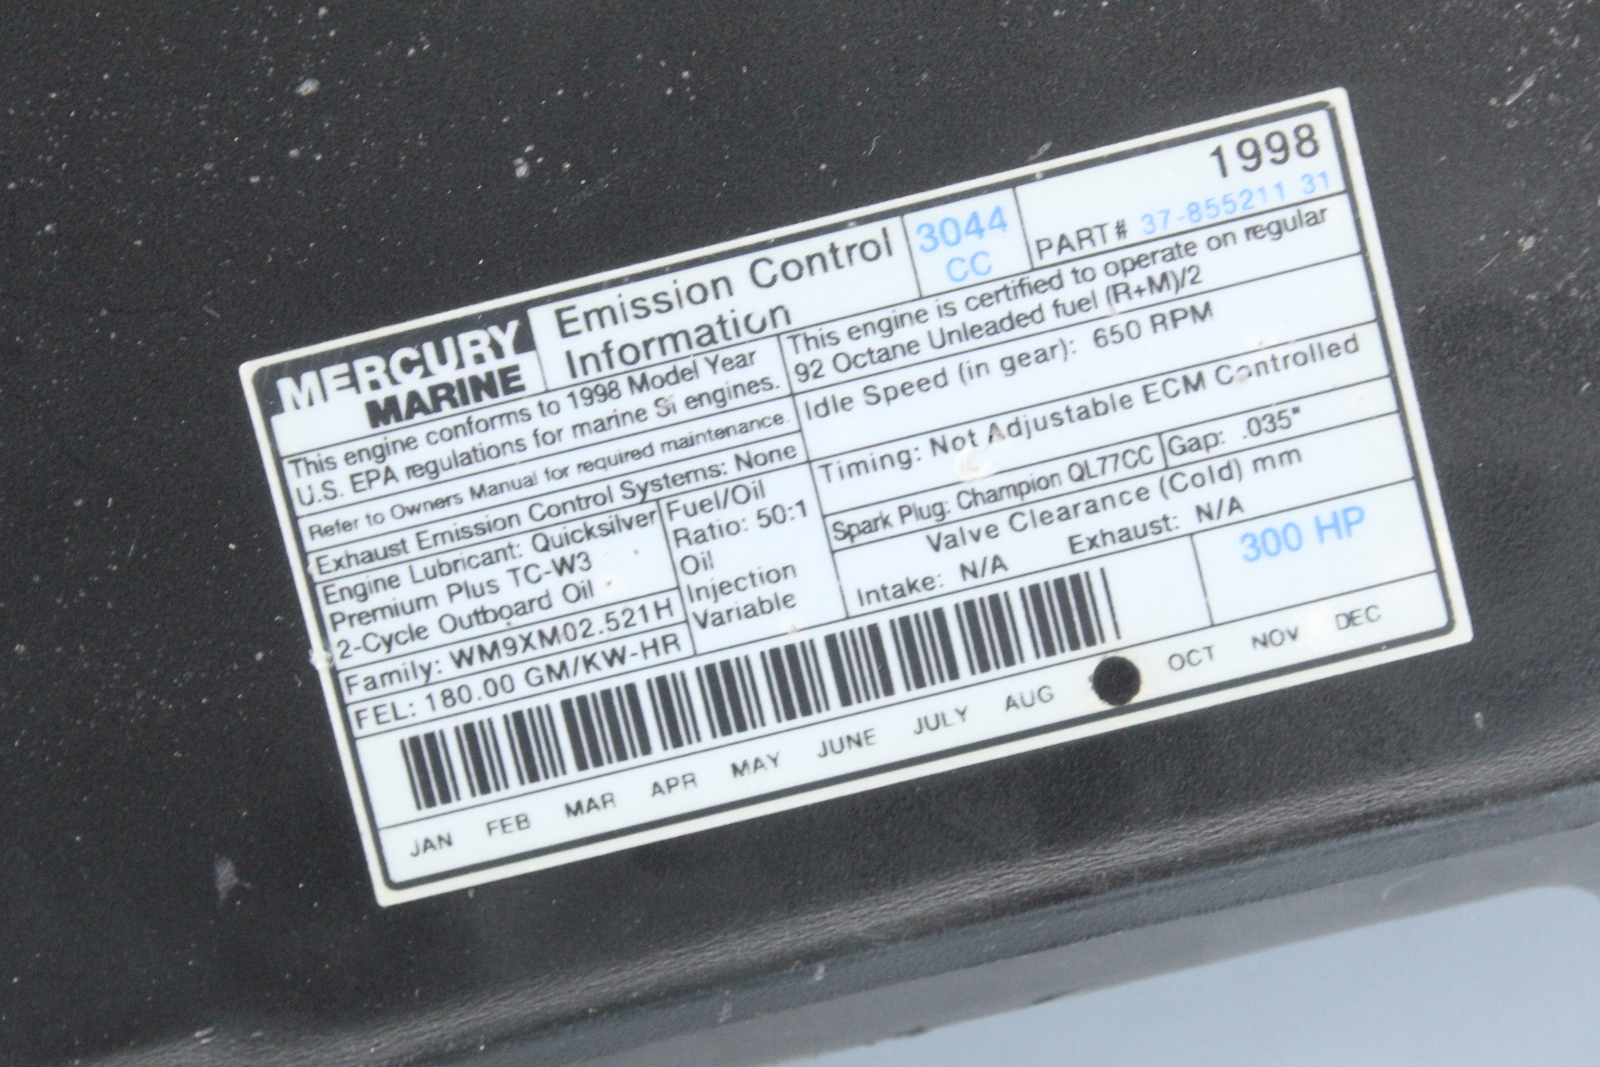 MERCURY
MARINE
Emission Control
Information
3044
CC
1998
PART# 37-855211 31
This engine conforms to 1998 Model Year
U.S. EPA regulations for marine SI engines.
Refer to Owners Manual for required maintenance.
Exhaust Emission Control Systems: None
Engine Lubricant: Quicksilver
Premium Plus TC-W3
2-Cycle Outboard Oil
Fuel/Oil
Ratio: 50:1
Oil
Injection
Variable
Family: WM9XM02.521H
FEL: 180.00 GM/KW-HR
This engine is certified to operate on regular
92 Octane Unleaded fuel (R+M)/2
Idle Speed (in gear): 650 RPM
Timing: Not Adjustable ECM Controlled
Spark Plug: Champion QL77CC
Gap: .035"
Valve Clearance (Cold) mm
Intake: N/A Exhaust: N/A
300 HP
JAN FEB MAR APR MAY JUNE JULY AUG OCT NOV DEC